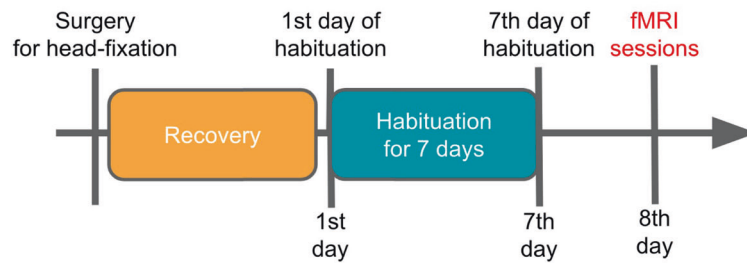 Surgery
for head-fixation
1st day of
habituation
7th day of
habituation
fMRI
sessions
Recovery
Habituation
for 7 days
1st
day
7th
day
8th
day